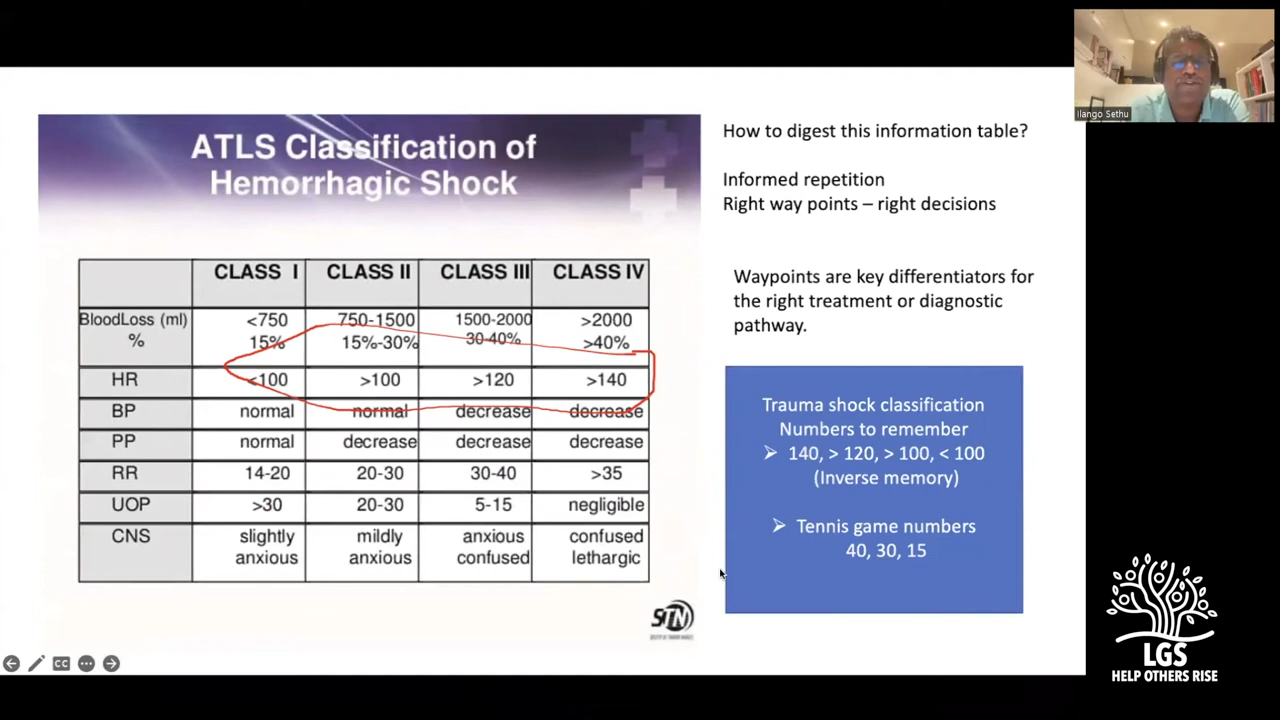 Ilango Sethu
ATLS Classification of
Hemorrhagic Shock
CLASS I CLASS II CLASS III CLASS IV
BloodLoss (ml) <750 750-1500 1500-2000 >2000
% 15% 15%-30% 30-40% >40%
HR <100 >100 >120 >140
BP normal normal decrease decrease
PP normal decrease decrease decrease
RR 14-20 20-30 30-40 >35
UOP >30 20-30 5-15 negligible
CNS slightly mildly anxious confused
anxious anxious confused lethargic
STN
How to digest this information table?
Informed repetition
Right way points – right decisions
Waypoints are key differentiators for
the right treatment or diagnostic
pathway.
Trauma shock classification
Numbers to remember
➢ 140, > 120, > 100, < 100
(Inverse memory)
➢ Tennis game numbers
40, 30, 15
CC
LGS
HELP OTHERS RISE